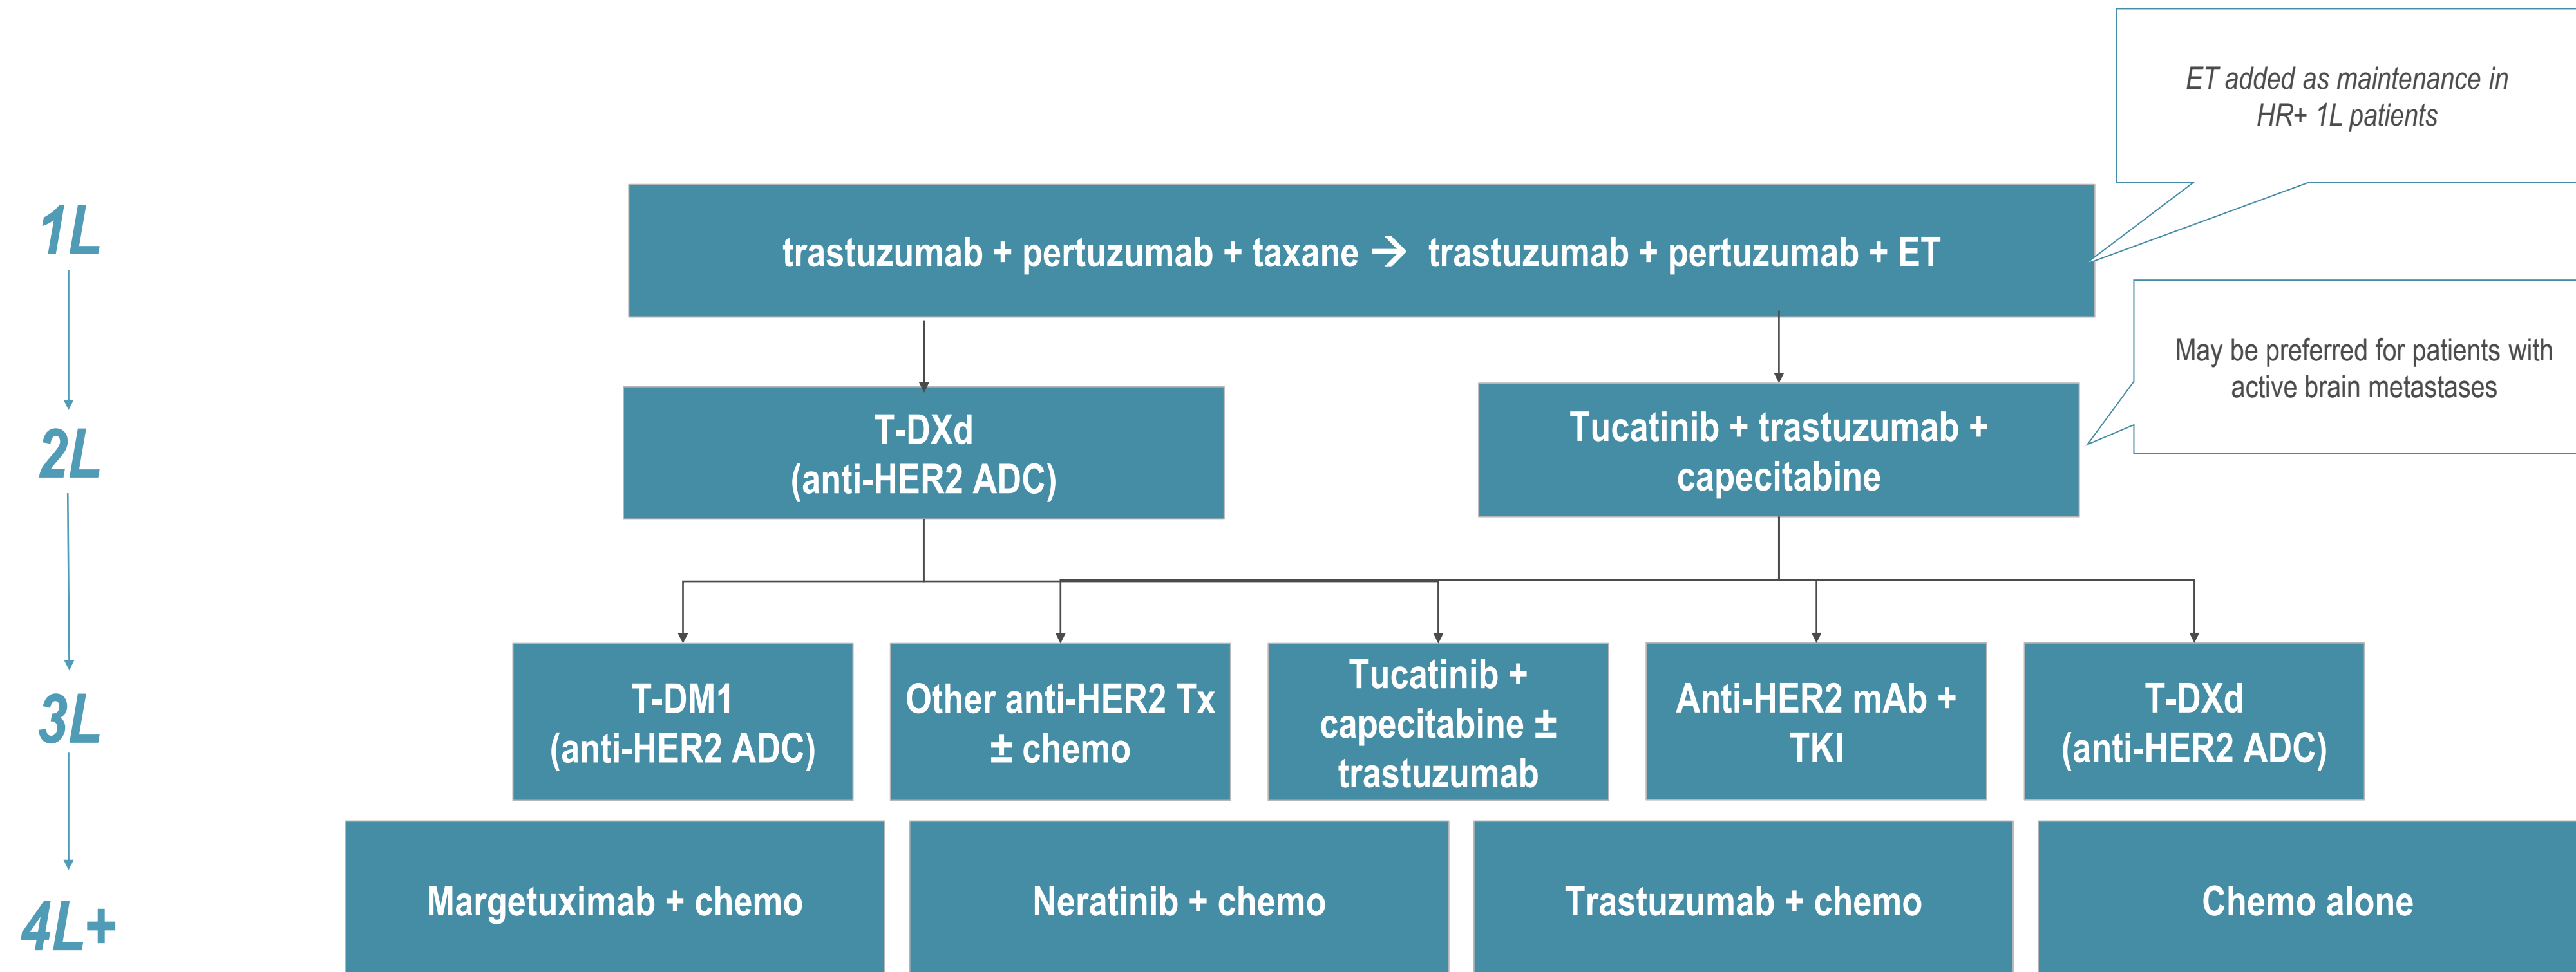 ET added as maintenance in
HR+ 1L patients
1L
trastuzumab + pertuzumab + taxane → trastuzumab + pertuzumab + ET
May be preferred for patients with
active brain metastases
2L
T-DXd
(anti-HER2 ADC)
Tucatinib + trastuzumab +
capecitabine
3L
T-DM1
(anti-HER2 ADC)
Other anti-HER2 Tx
± chemo
Tucatinib +
capecitabine ±
trastuzumab
Anti-HER2 mAb +
TKI
T-DXd
(anti-HER2 ADC)
4L+
Margetuximab + chemo
Neratinib + chemo
Trastuzumab + chemo
Chemo alone